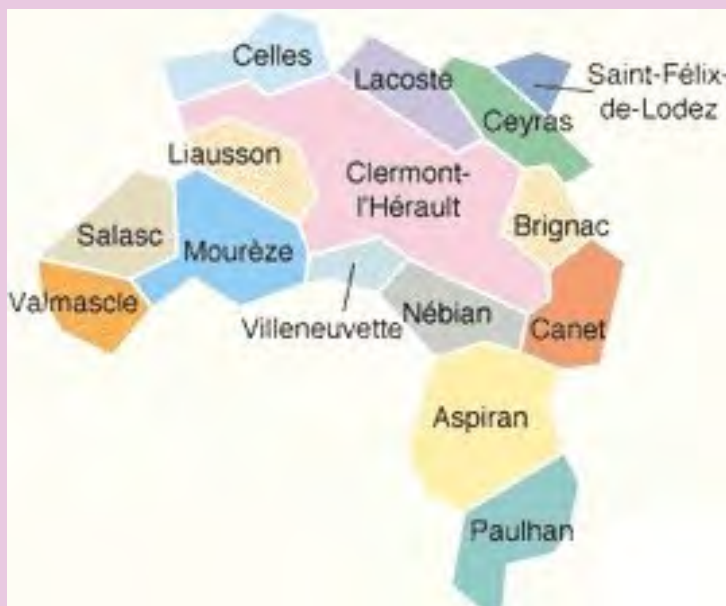 Celles
Lacoste
Saint-Félix-
de-Lodez
Ceyras
Liausson
Clermont-
l'Hérault
Salasc
Mourèze
Brignac
Valmascle
Villeneuvette
Nébian
Canet
Aspiran
Paulhan